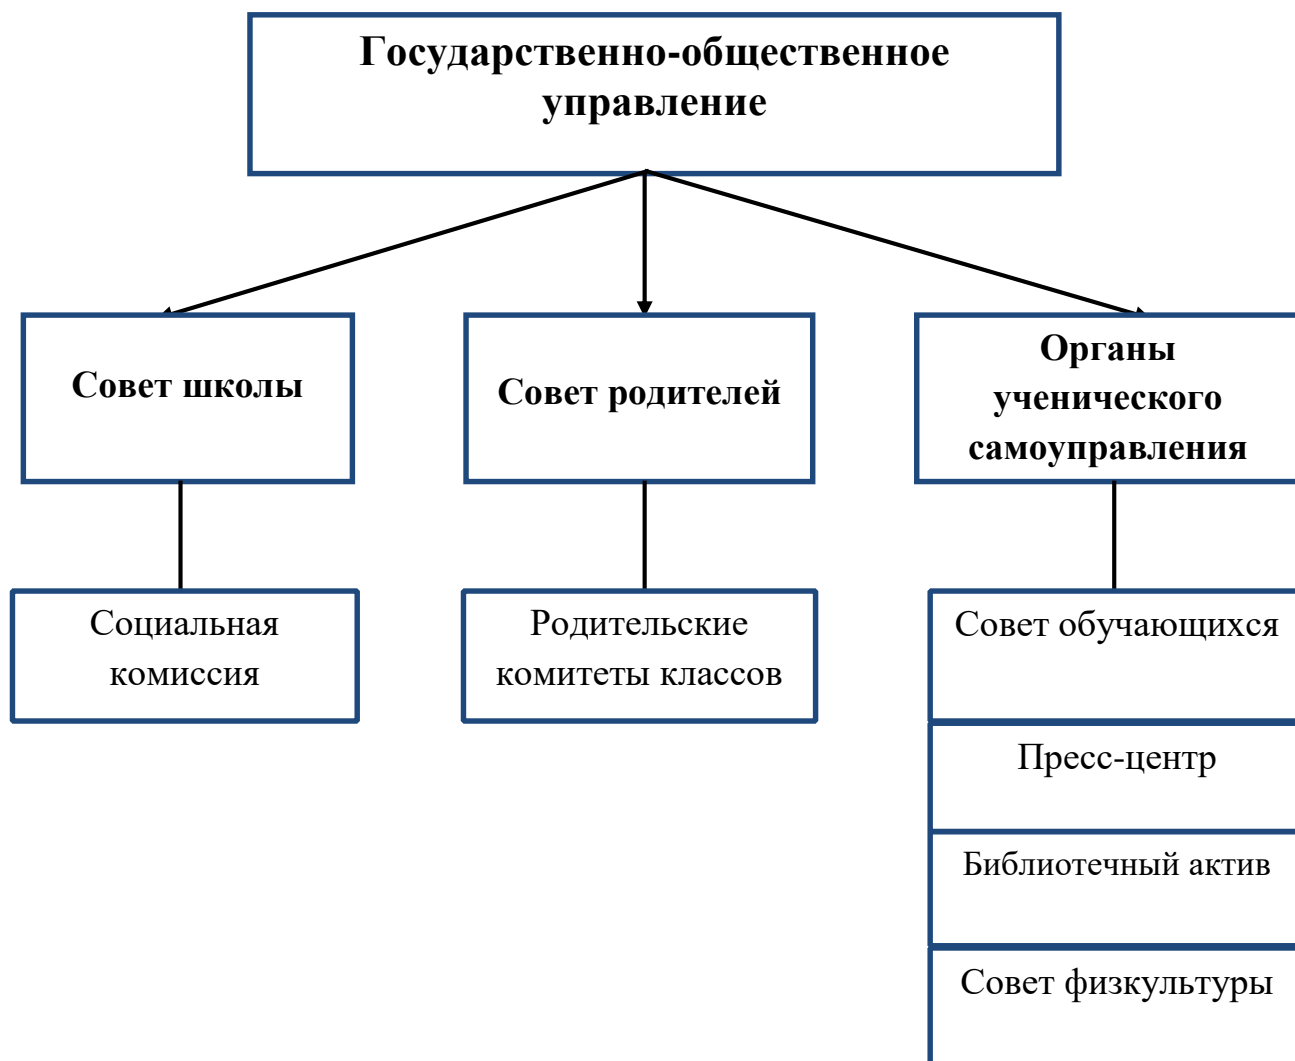 Государственно-общественное
управление
Совет школы
Совет родителей
Органы
ученического
самоуправления
Социальная
комиссия
Родительские
комитеты классов
Совет обучающихся
Пресс-центр
Библиотечный актив
Совет физкультуры